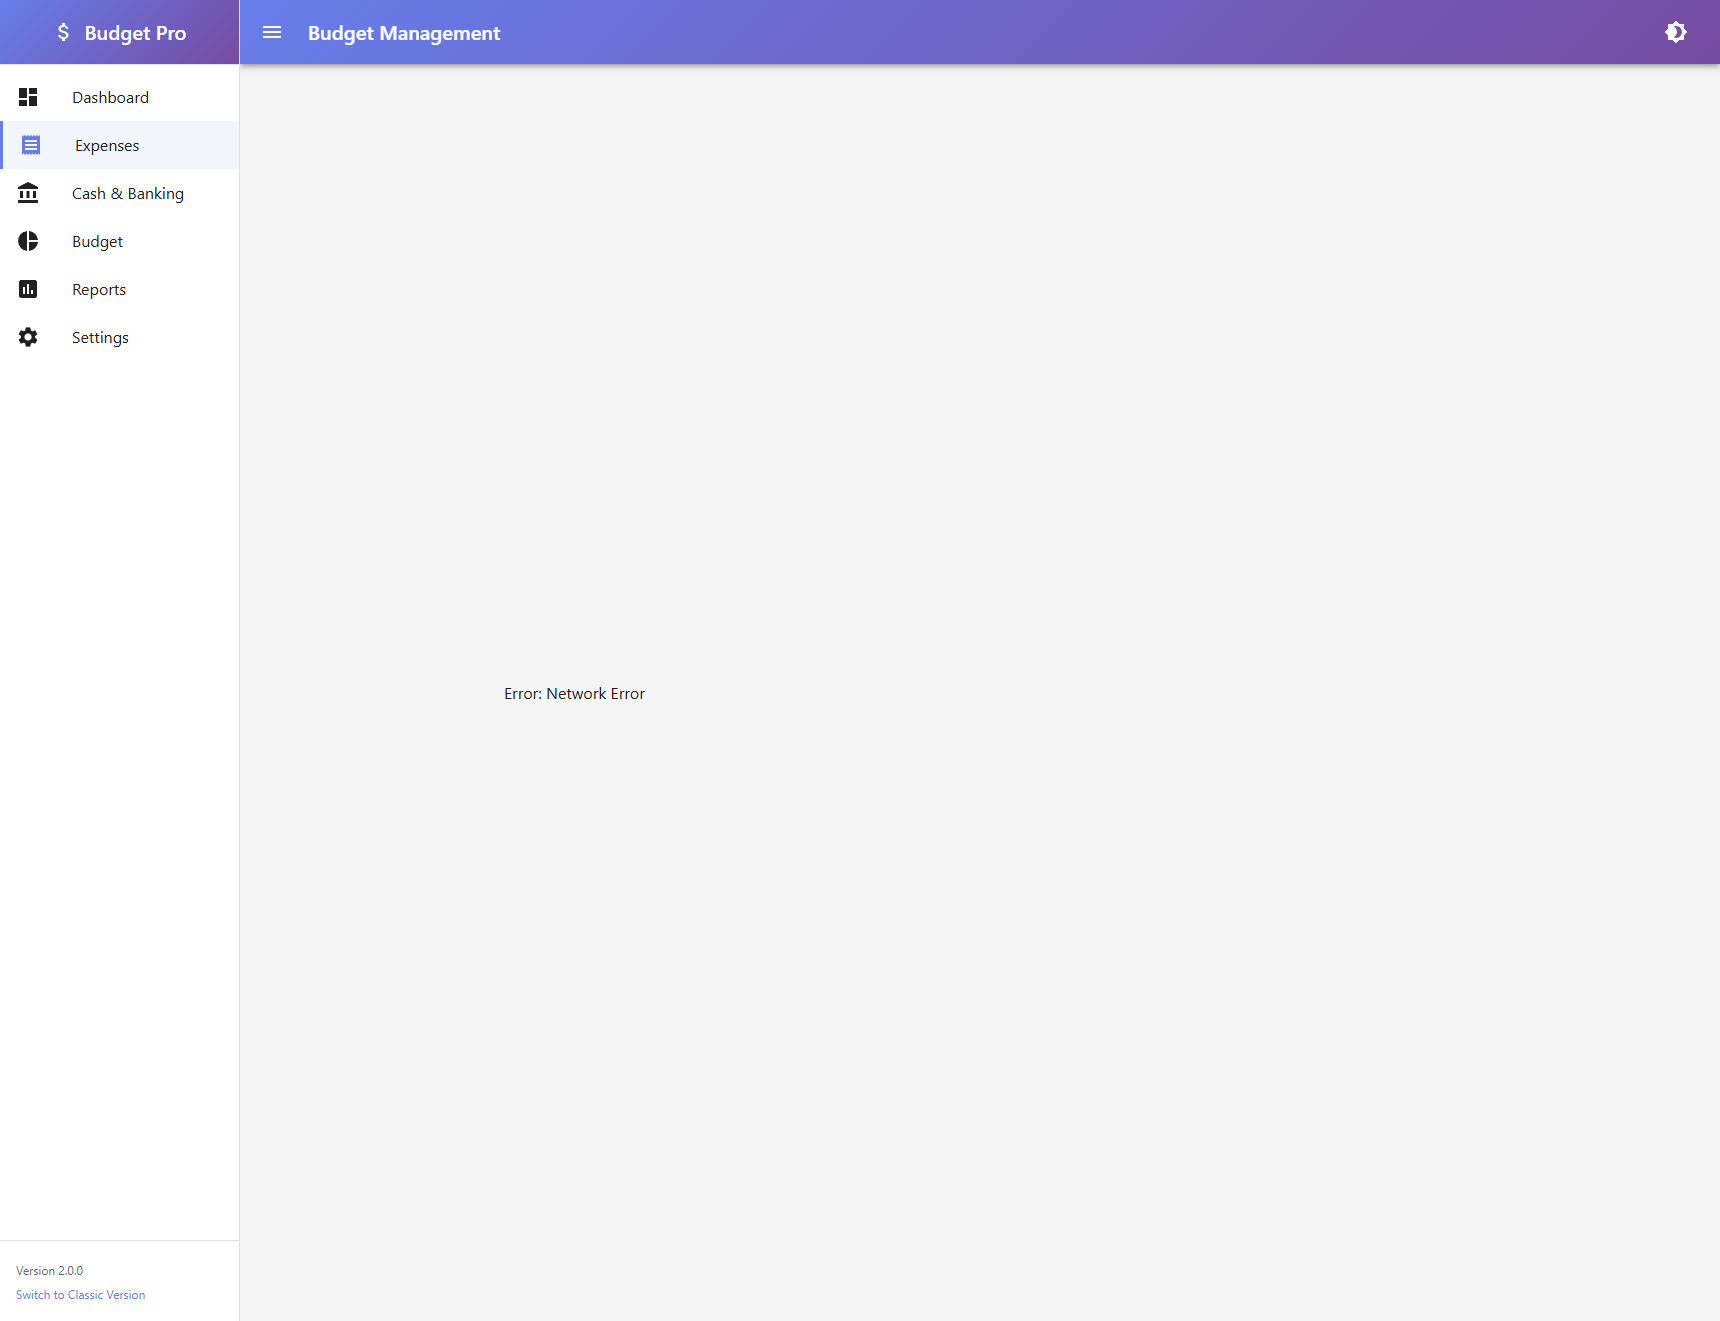 $ Budget Pro
Budget Management
Dashboard
Expenses
Cash & Banking
Budget
Reports
Settings
Error: Network Error
Version 2.0.0
Switch to Classic Version